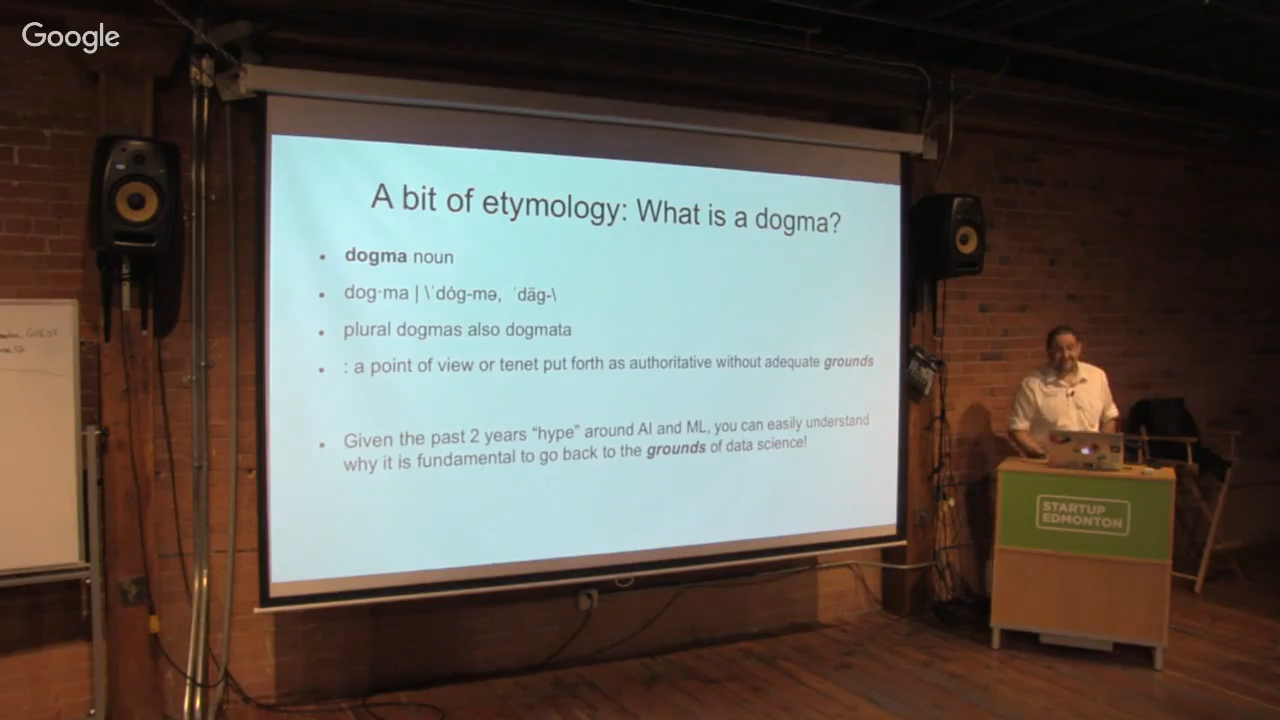 Google
A bit of etymology: What is a dogma?
• dogma noun
• dog·ma | \ˈdȯg-mə, ˈdäg-\
• plural dogmas also dogmata
• : a point of view or tenet put forth as authoritative without adequate grounds
• Given the past 2 years “hype” around AI and ML, you can easily understand
why it is fundamental to go back to the grounds of data science!
GUEST
STARTUP
EDMONTON